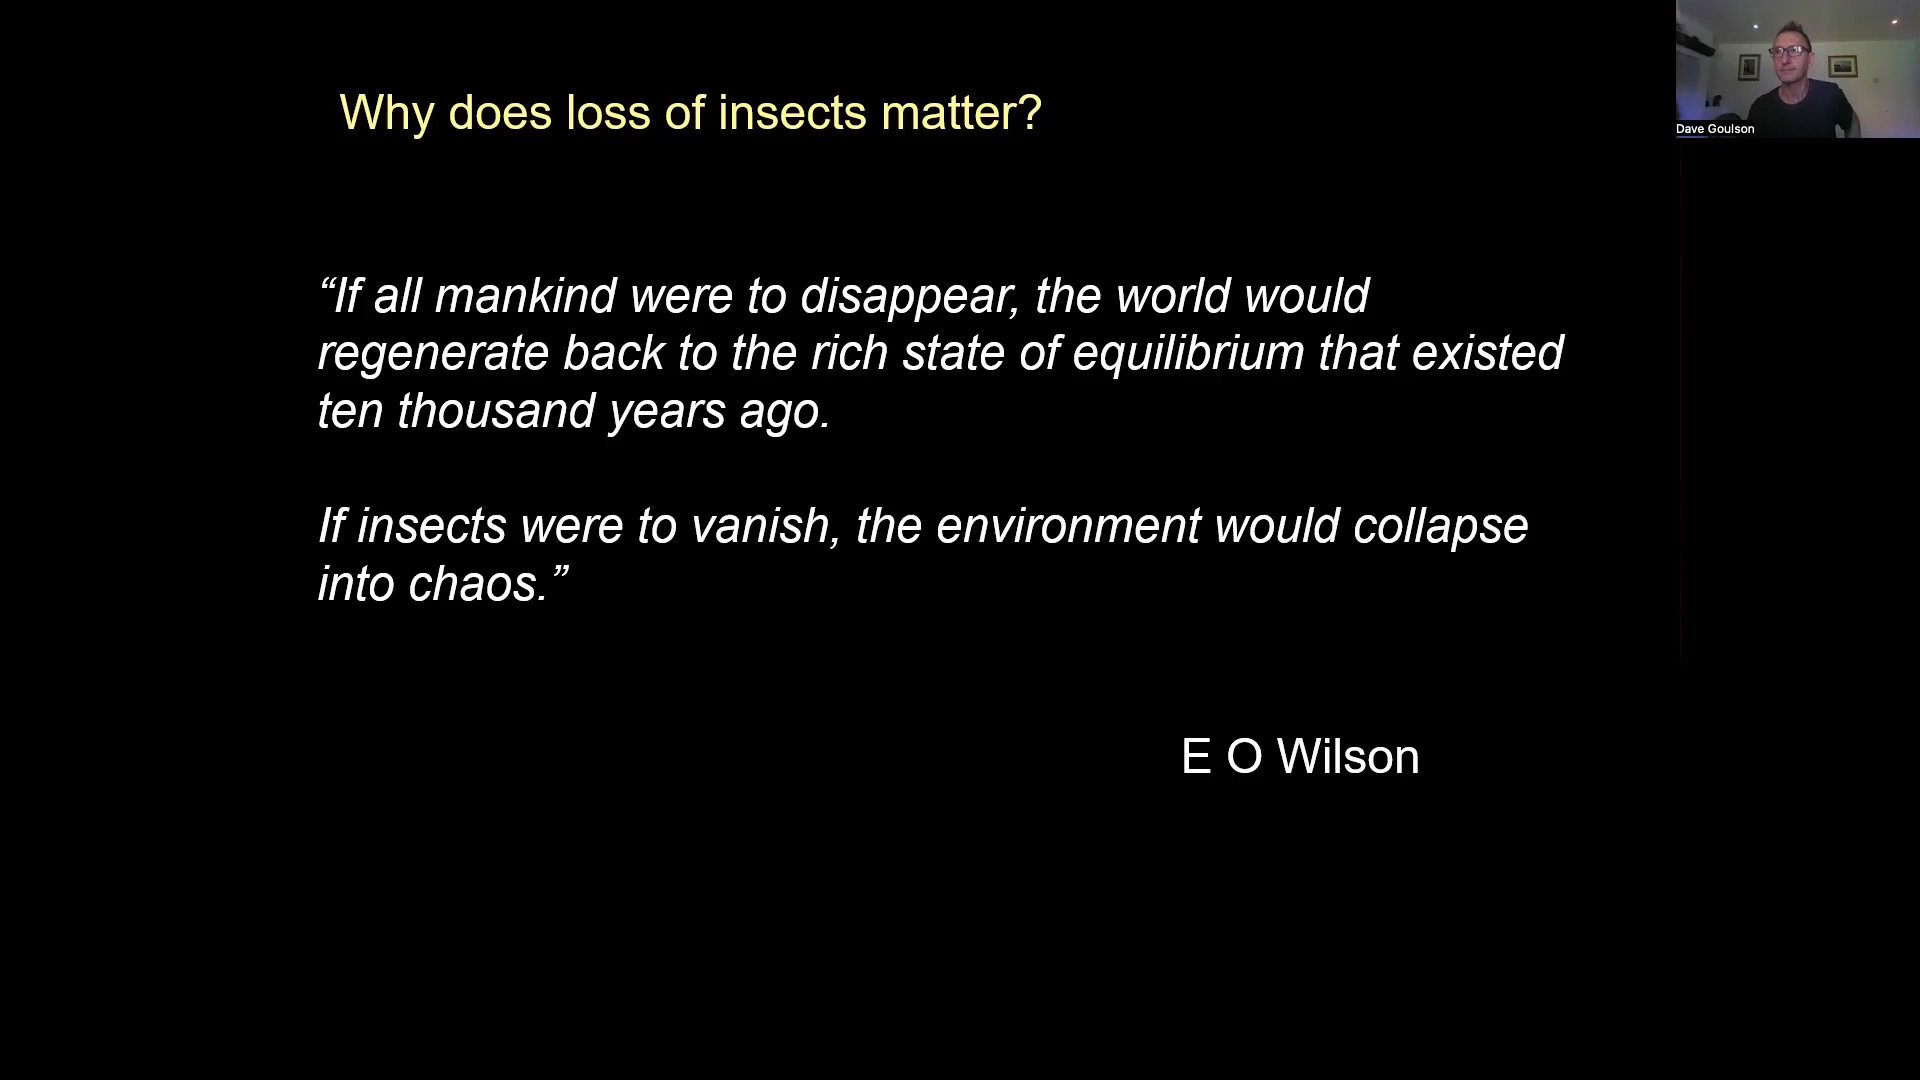 Why does loss of insects matter?
“If all mankind were to disappear, the world would
regenerate back to the rich state of equilibrium that existed
ten thousand years ago.
If insects were to vanish, the environment would collapse
into chaos.”
E O Wilson
Dave Goulson